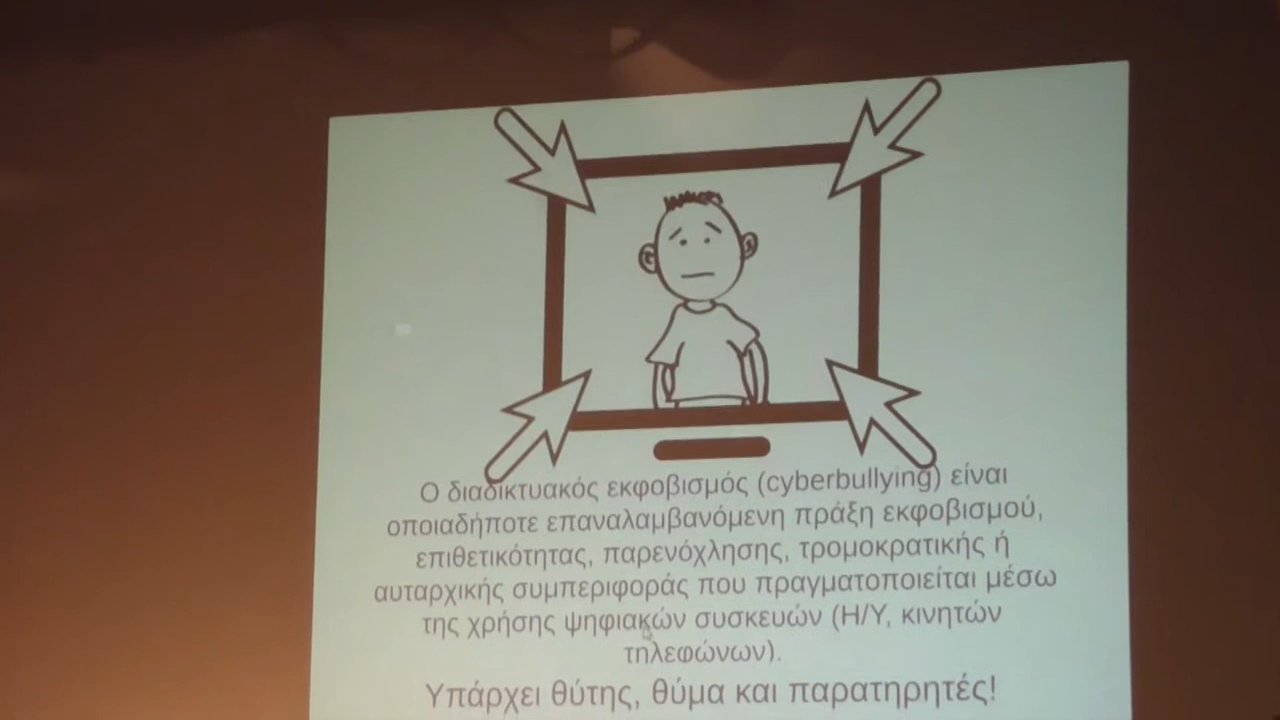 Ο διαδικτυακός εκφοβισμός (cyberbullying) είναι
οποιαδήποτε επαναλαμβανόμενη πράξη εκφοβισμού,
επιθετικότητας, παρενόχλησης, τρομοκρατικής ή
αυταρχικής συμπεριφοράς που πραγματοποιείται μέσω
της χρήσης ψηφιακών συσκευών (Η/Υ, κινητών
τηλεφώνων).
Υπάρχει θύτης, θύμα και παρατηρητές!